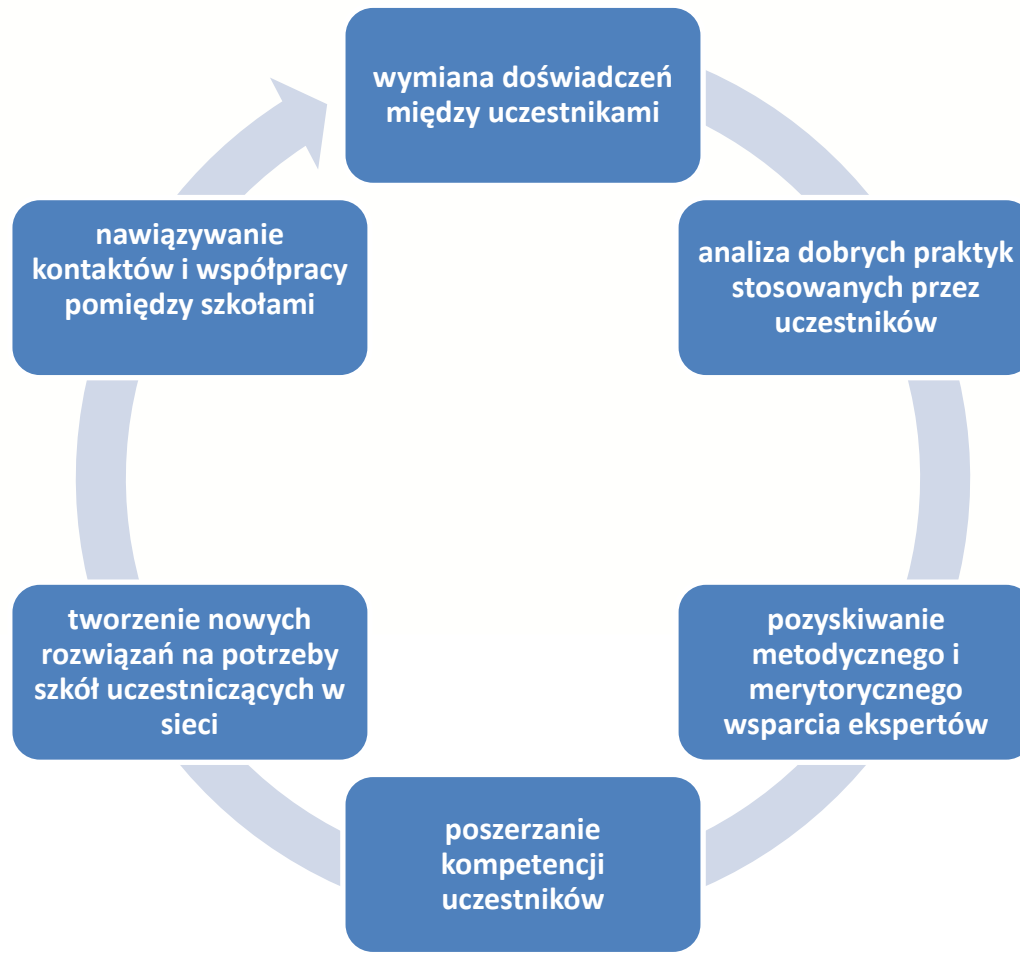 wymiana doświadczeń
między uczestnikami
analiza dobrych praktyk
stosowanych przez
uczestników
pozyskiwanie
metodycznego i
merytorycznego
wsparcia ekspertów
poszerzanie
kompetencji
uczestników
tworzenie nowych
rozwiązań na potrzeby
szkół uczestniczących w
sieci
nawiązywanie
kontaktów i współpracy
pomiędzy szkołami